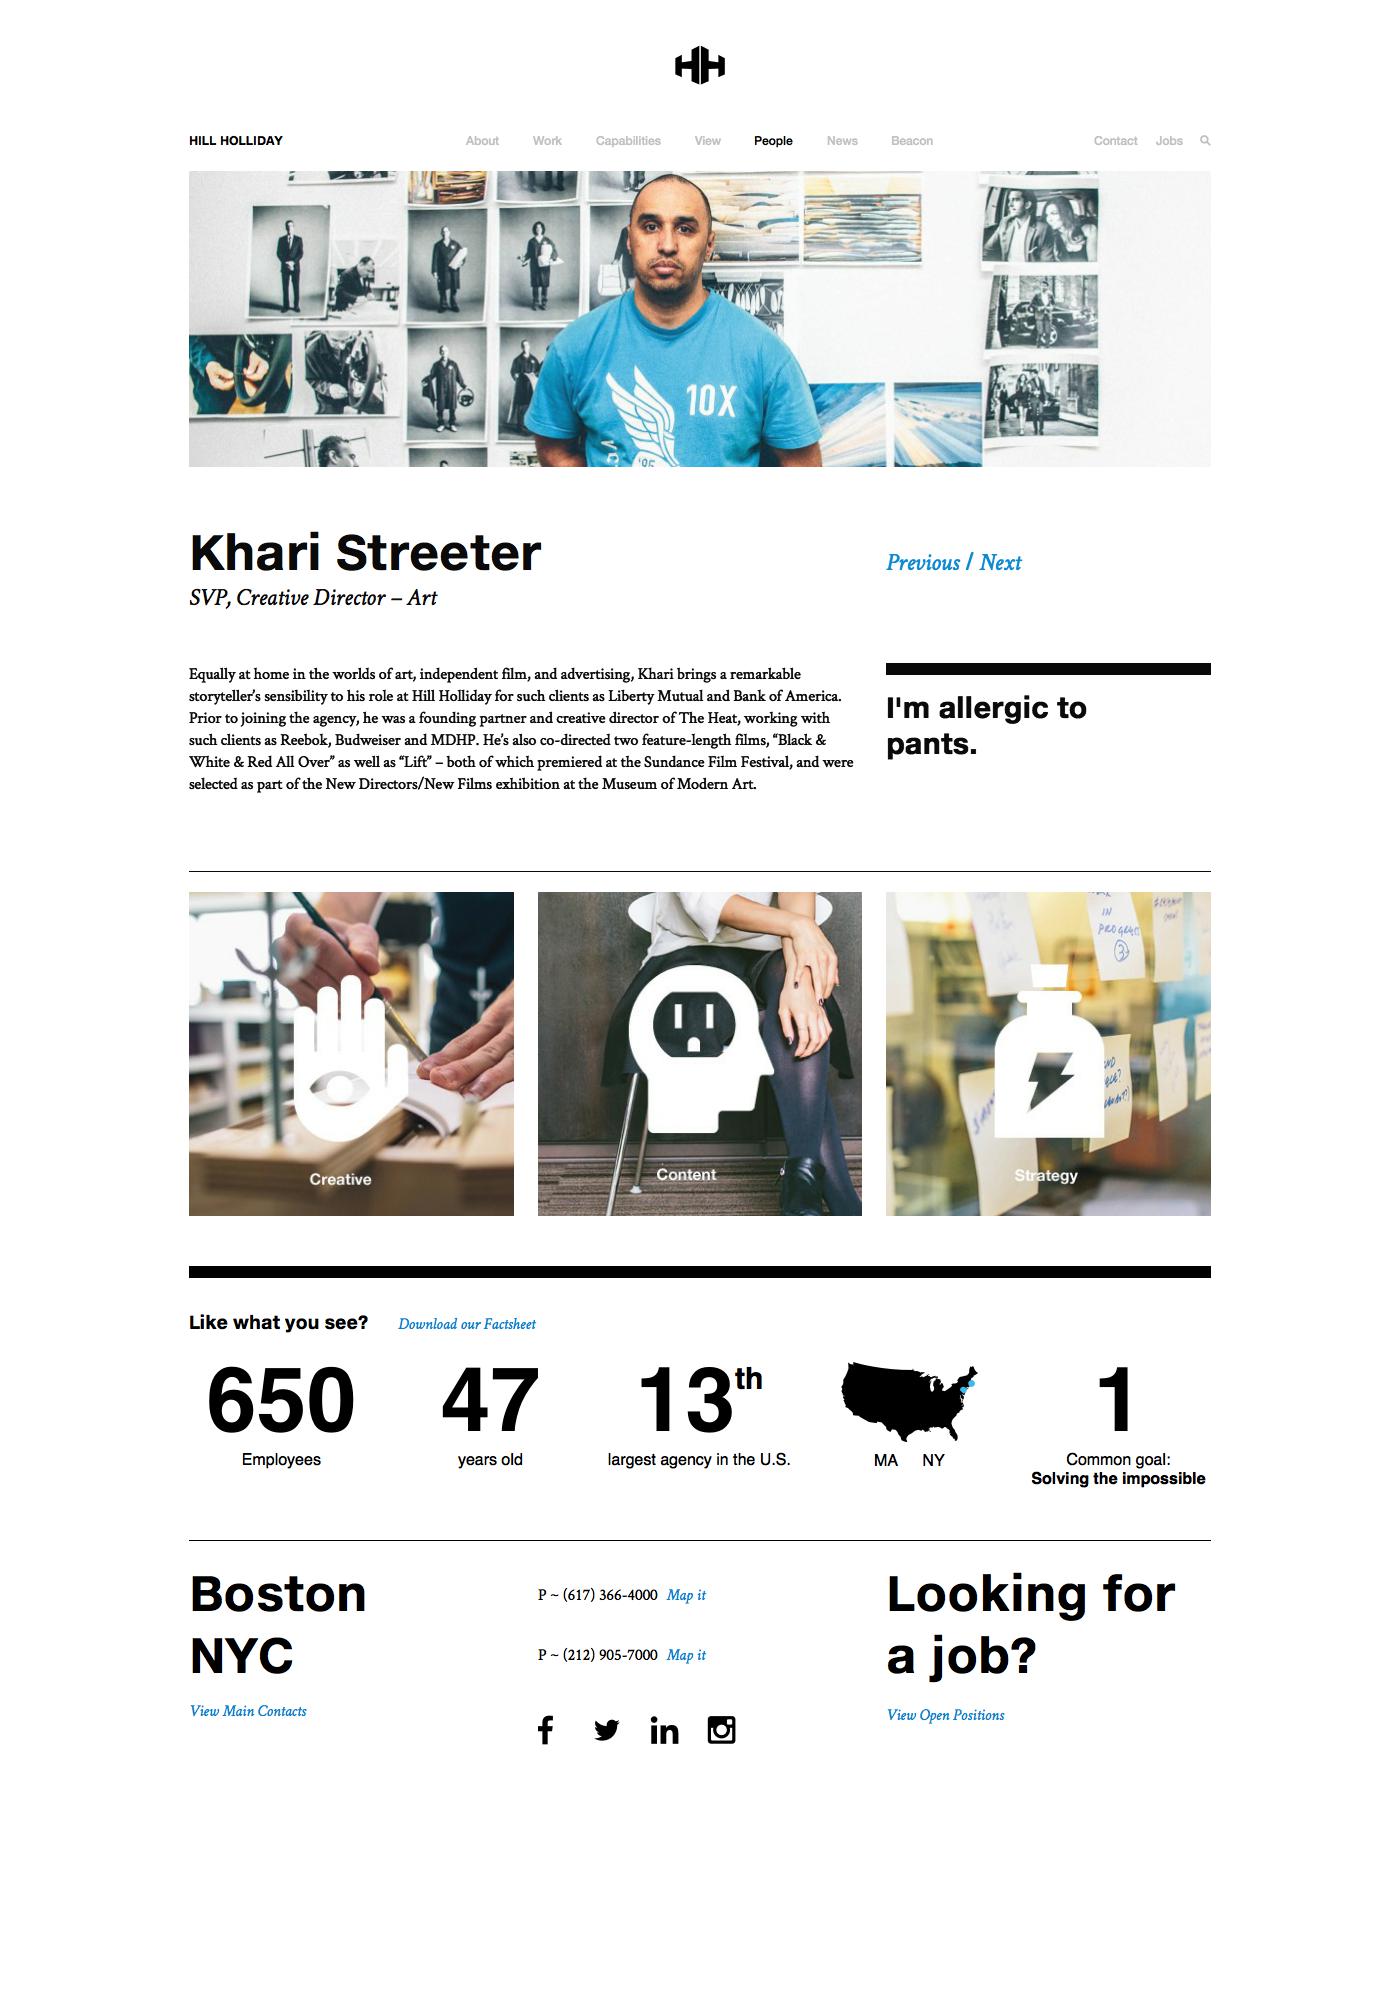 HILL HOLLIDAY
About Work Capabilities View People News Beacon
Contact Jobs
10X
'85
Khari Streeter
SVP, Creative Director – Art
Previous / Next
Equally at home in the worlds of art, independent film, and advertising, Khari brings a remarkable
storyteller’s sensibility to his role at Hill Holliday for such clients as Liberty Mutual and Bank of America.
Prior to joining the agency, he was a founding partner and creative director of The Heat, working with
such clients as Reebok, Budweiser and MDHP. He’s also co-directed two feature-length films, “Black &
White & Red All Over” as well as “Lift” – both of which premiered at the Sundance Film Festival, and were
selected as part of the New Directors/New Films exhibition at the Museum of Modern Art.
I'm allergic to
pants.
IN
PROGRESS
3
Creative
Content
Strategy
Like what you see? Download our Factsheet
650
Employees
47
years old
13th
largest agency in the U.S.
MA NY
1
Common goal:
Solving the impossible
Boston
NYC
View Main Contacts
P ~ (617) 366-4000 Map it
P ~ (212) 905-7000 Map it
Looking for
a job?
View Open Positions